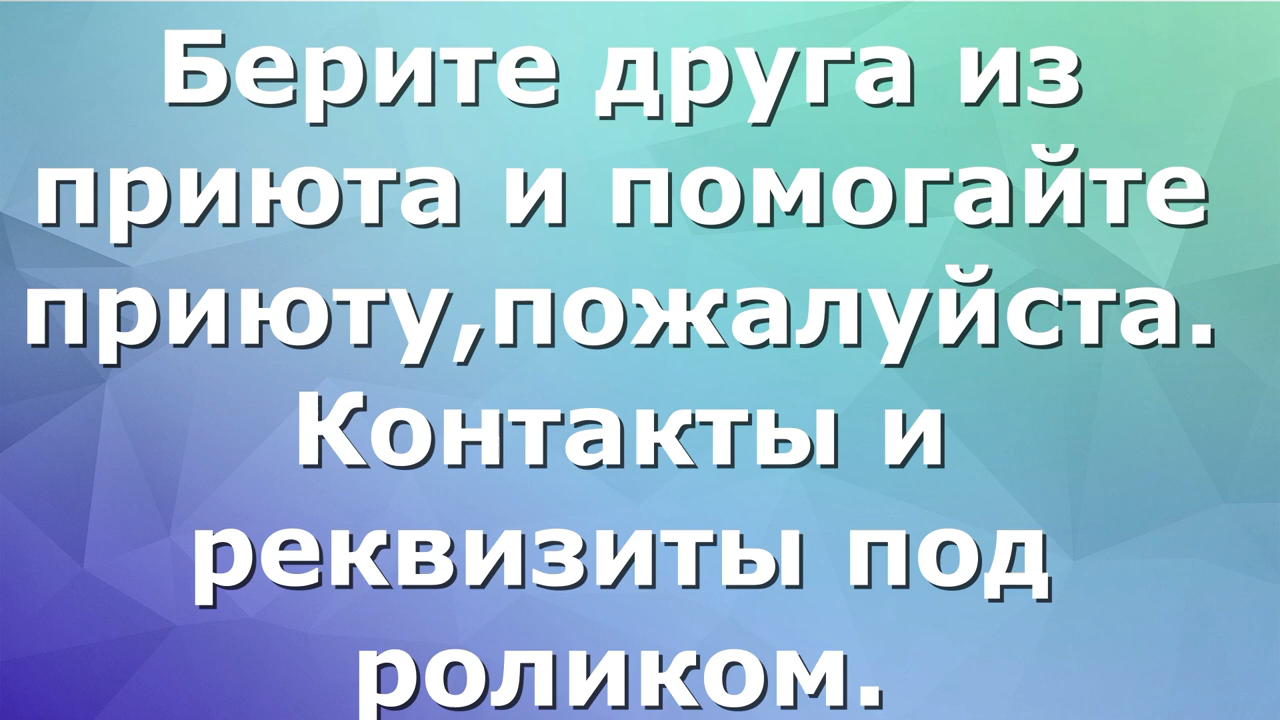 Берите друга из
приюта и помогайте
приюту,пожалуйста.
Контакты и
реквизиты под
роликом.